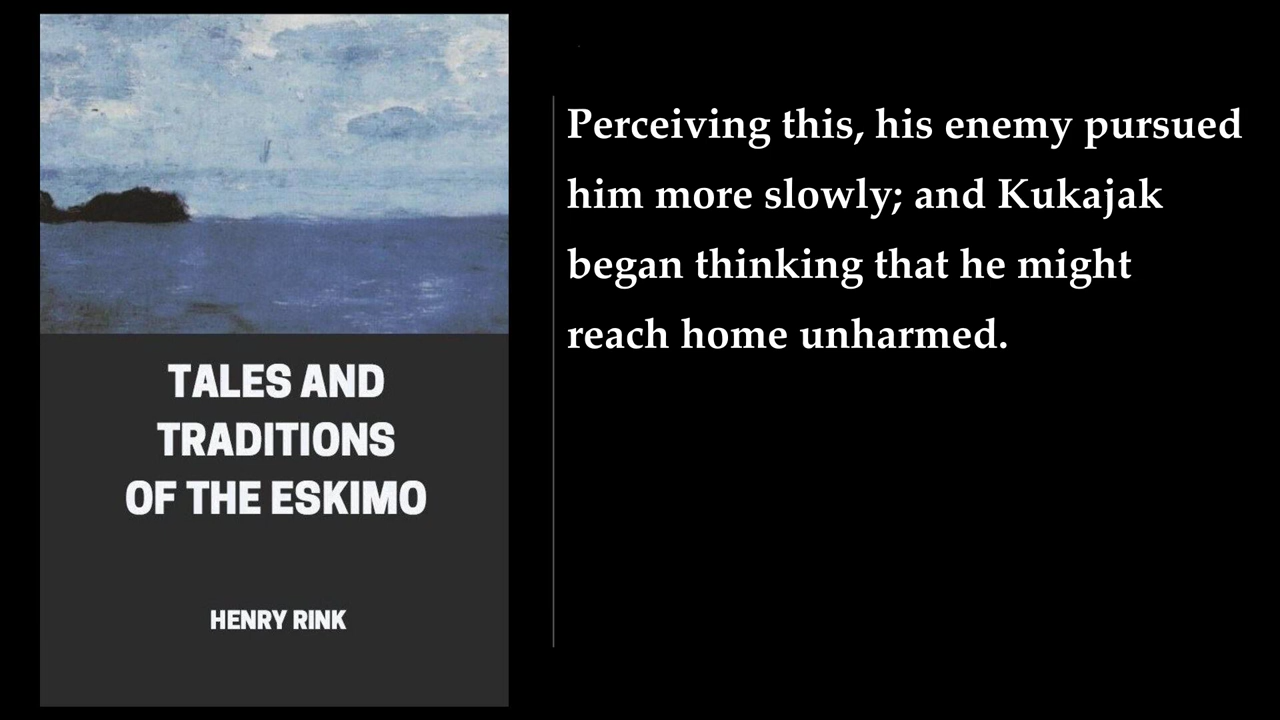 TALES AND
TRADITIONS
OF THE ESKIMO
HENRY RINK
Perceiving this, his enemy pursued
him more slowly; and Kukajak
began thinking that he might
reach home unharmed.